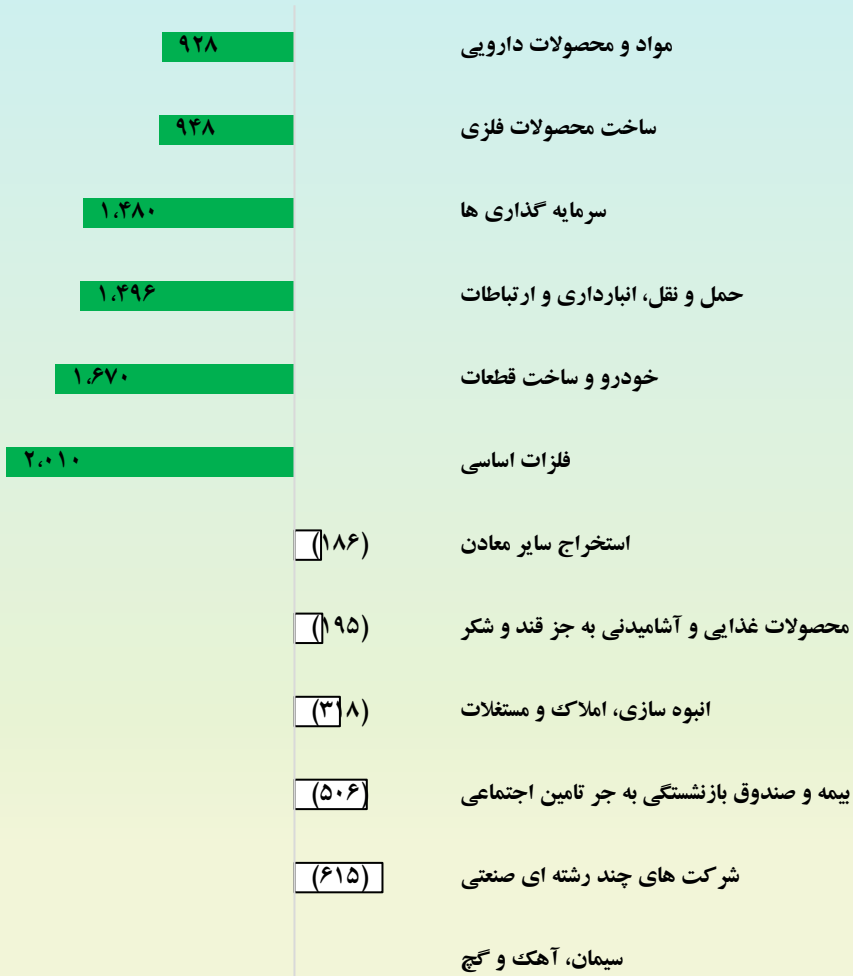 مواد و محصولات دارویی
۹۲۸
ساخت محصولات فلزی
۹۴۸
سرمایه گذاری ها
۱،۴۸۰
حمل و نقل، انبارداری و ارتباطات
۱،۴۹۶
خودرو و ساخت قطعات
۱،۶۷۰
فلزات اساسی
۲،۰۱۰
استخراج سایر معادن
(۱۸۶)
محصولات غذایی و آشامیدنی به جز قند و شکر
(۱۹۵)
انبوه سازی، املاک و مستغلات
(۳۱۸)
بیمه و صندوق بازنشستگی به جر تامین اجتماعی
(۵۰۶)
شرکت های چند رشته ای صنعتی
(۶۱۵)
سیمان، آهک و گچ